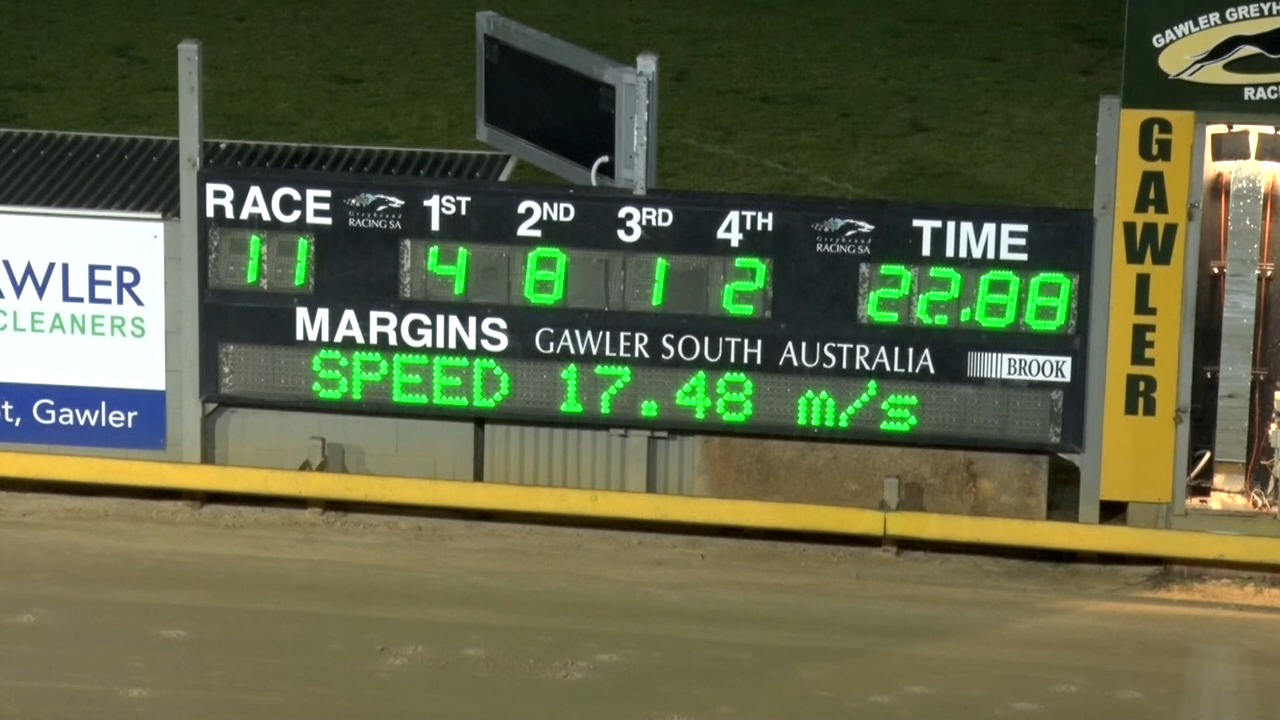 GAWLER GREYH
RAC
GAWLER
RACE 1ST 2ND 3RD 4TH TIME
Greyhound RACING SA
Greyhound RACING SA
11 4 8 1 2 22.88
MARGINS GAWLER SOUTH AUSTRALIA BROOK
SPEED 17.48 m/s
AWLER
CLEANERS
t, Gawler